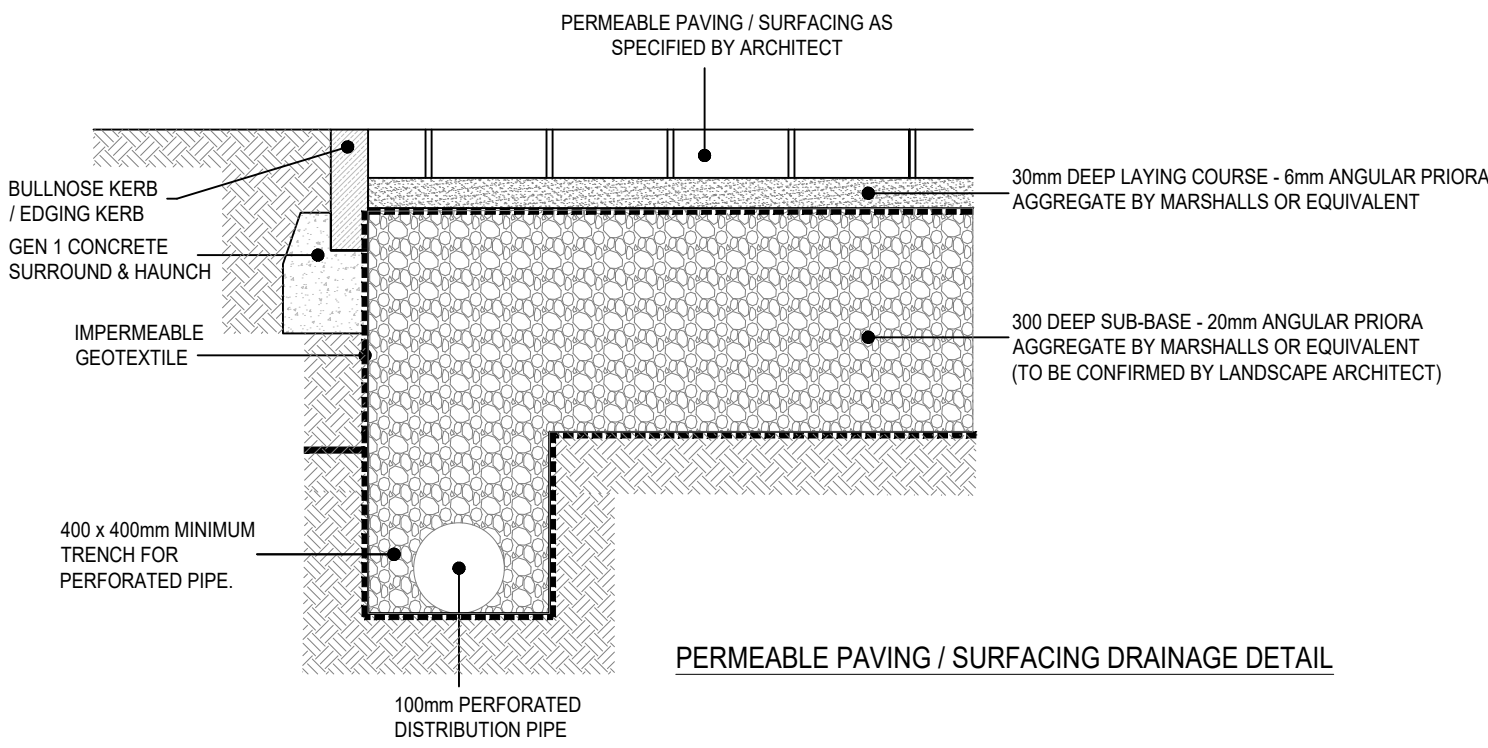 PERMEABLE PAVING / SURFACING AS
SPECIFIED BY ARCHITECT
BULLNOSE KERB
/ EDGING KERB
GEN 1 CONCRETE
SURROUND & HAUNCH
IMPERMEABLE
GEOTEXTILE
400 x 400mm MINIMUM
TRENCH FOR
PERFORATED PIPE.
30mm DEEP LAYING COURSE - 6mm ANGULAR PRIORA
AGGREGATE BY MARSHALLS OR EQUIVALENT
300 DEEP SUB-BASE - 20mm ANGULAR PRIORA
AGGREGATE BY MARSHALLS OR EQUIVALENT
(TO BE CONFIRMED BY LANDSCAPE ARCHITECT)
100mm PERFORATED
DISTRIBUTION PIPE
PERMEABLE PAVING / SURFACING DRAINAGE DETAIL